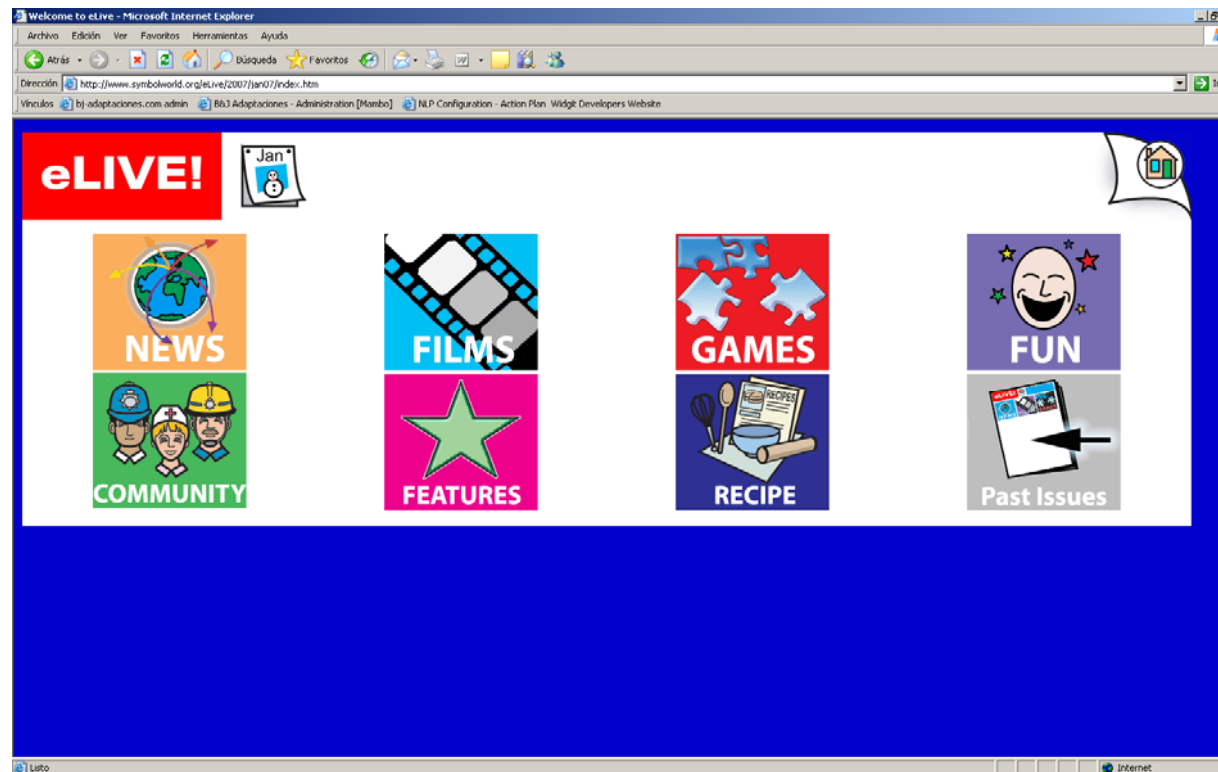 Welcome to eLive - Microsoft Internet Explorer
Archivo Edición Ver Favoritos Herramientas Ayuda
Atrás Búsqueda Favoritos
Dirección http://www.symbolworld.org/eLive/2007/jan07/index.htm
Vínculos bj-adaptaciones.com admin B&J Adaptaciones - Administration [Mambo] NLP Configuration - Action Plan Widgit Developers Website
eLIVE! Jan
NEWS FILMS GAMES FUN
RECIPES
eLIVE!
COMMUNITY FEATURES RECIPE Past Issues
Listo Internet